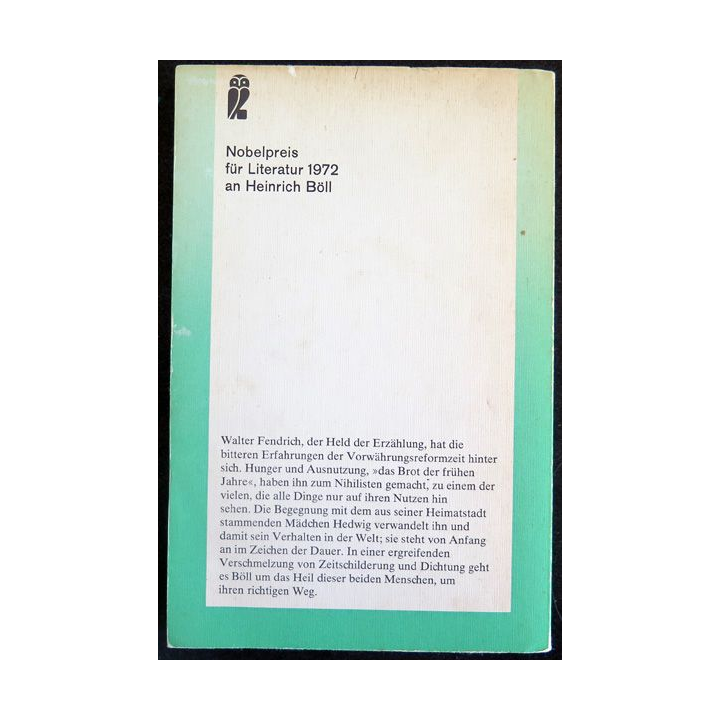 Nobelpreis
für Literatur 1972
an Heinrich Böll
Walter Fendrich, der Held der Erzählung, hat die
bitteren Erfahrungen der Vorwährungsreformzeit hinter
sich. Hunger und Ausnutzung, »das Brot der frühen
Jahre«, haben ihn zum Nihilisten gemacht, zu einem der
vielen, die alle Dinge nur auf ihren Nutzen hin
sehen. Die Begegnung mit dem aus seiner Heimatstadt
stammenden Mädchen Hedwig verwandelt ihn und
damit sein Verhalten in der Welt; sie steht von Anfang
an im Zeichen der Dauer. In einer ergreifenden
Verschmelzung von Zeitschilderung und Dichtung geht
es Böll um das Heil dieser beiden Menschen, um
ihren richtigen Weg.